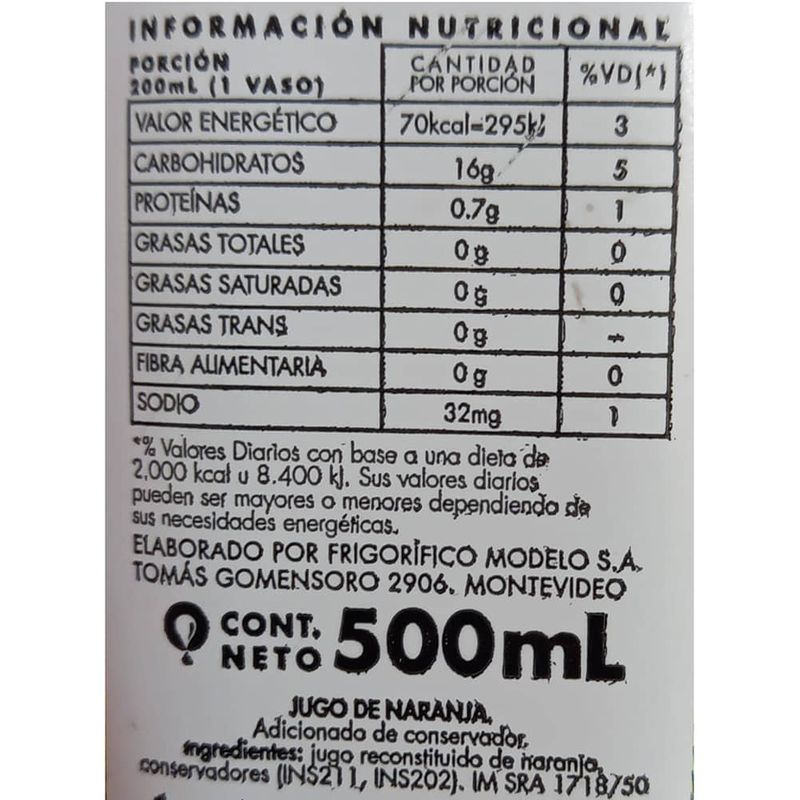 INFORMACIÓN NUTRICIONAL
PORCIÓN
200mL (1 VASO)
CANTIDAD
POR PORCIÓN
%VD(*)
VALOR ENERGÉTICO 70kcal=295kJ 3
CARBOHIDRATOS 16g 5
PROTEÍNAS 0.7g 1
GRASAS TOTALES 0g 0
GRASAS SATURADAS 0g 0
GRASAS TRANS 0g -
FIBRA ALIMENTARIA 0g 0
SODIO 32mg 1
*% Valores Diarios con base a una dieta de
2,000 kcal u 8.400 kJ. Sus valores diarios
pueden ser mayores o menores dependiendo de
sus necesidades energéticas.
ELABORADO POR FRIGORÍFICO MODELO S.A.
TOMÁS GOMENSORO 2906. MONTEVIDEO
CONT.
NETO 500mL
JUGO DE NARANJA.
Adicionado de conservador.
ingredientes: jugo reconstituido de naranja,
conservadores (INS211, INS202). IM SRA 1718/50